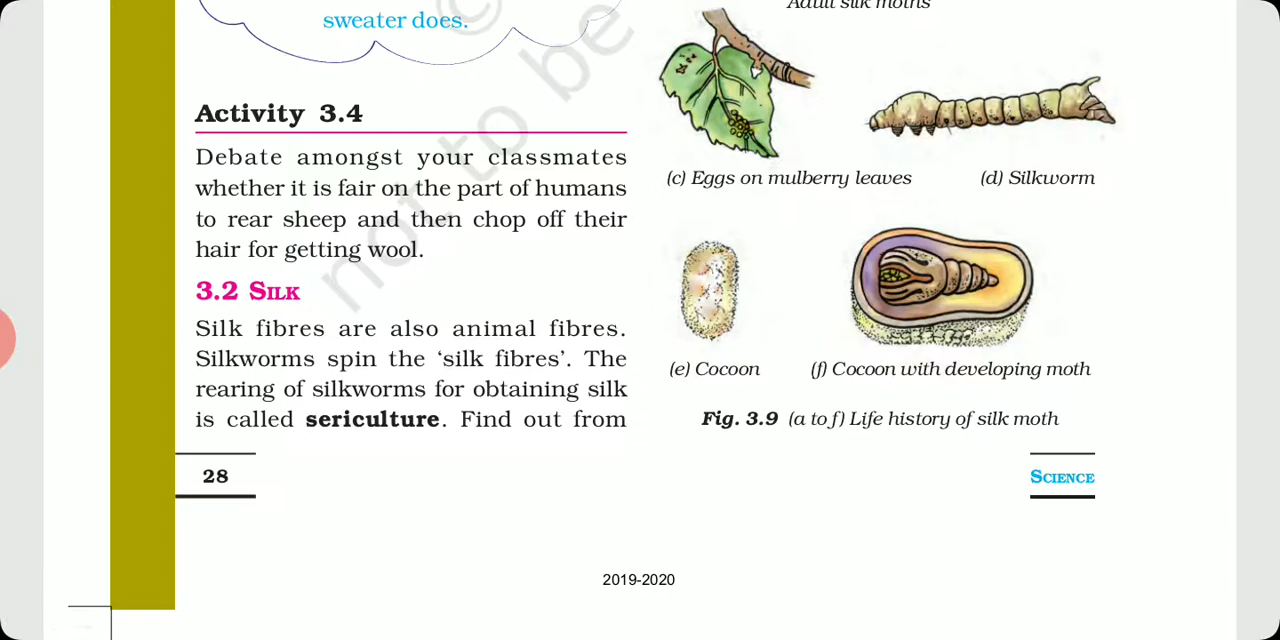 sweater does.
Activity 3.4
Debate amongst your classmates
whether it is fair on the part of humans
to rear sheep and then chop off their
hair for getting wool.
3.2 SILK
Silk fibres are also animal fibres.
Silkworms spin the ‘silk fibres’. The
rearing of silkworms for obtaining silk
is called sericulture. Find out from
28
Adult silk moths
(c) Eggs on mulberry leaves
(d) Silkworm
(e) Cocoon
(f) Cocoon with developing moth
Fig. 3.9 (a to f) Life history of silk moth
SCIENCE
2019-2020
©
not to be